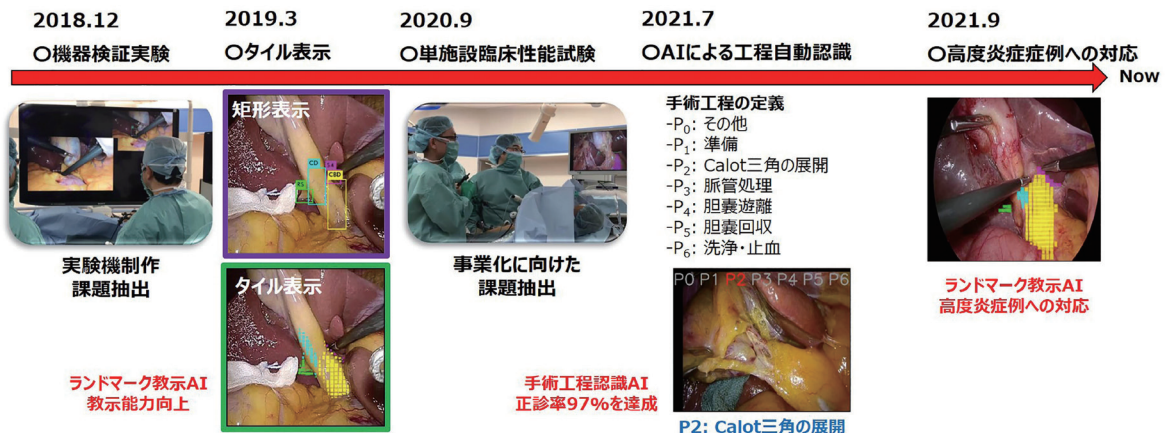 2018.12
〇機器検証実験
2019.3
〇タイル表示
2020.9
〇単施設臨床性能試験
2021.7
〇AIによる工程自動認識
2021.9
〇高度炎症症例への対応
Now
実験機制作
課題抽出
矩形表示
CD
CBD
RS
タイル表示
ランドマーク教示AI
教示能力向上
事業化に向けた
課題抽出
手術工程の定義
-P0: その他
-P1: 準備
-P2: Calot三角の展開
-P3: 脈管処理
-P4: 胆嚢遊離
-P5: 胆嚢回収
-P6: 洗浄・止血
P0 P1 P2 P3 P4 P5 P6
手術工程認識AI
正診率97%を達成
P2: Calot三角の展開
ランドマーク教示AI
高度炎症症例への対応